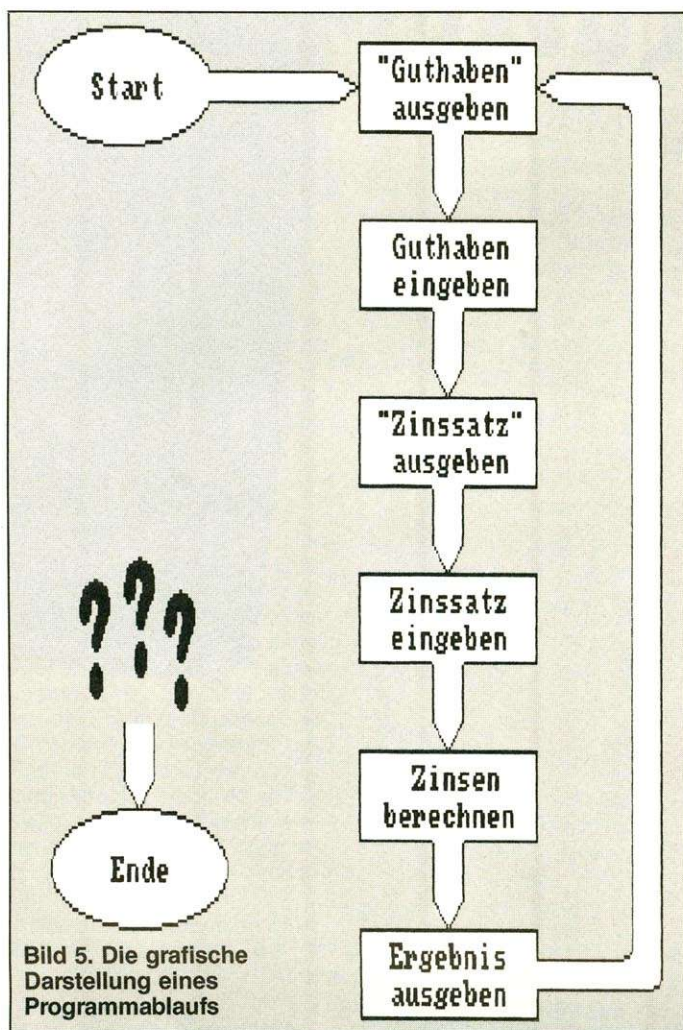 Start
"Guthaben"
ausgeben
Guthaben
eingeben
"Zinssatz"
ausgeben
Zinssatz
eingeben
Zinsen
berechnen
Ergebnis
ausgeben
? ? ?
Ende
Bild 5. Die grafische
Darstellung eines
Programmablaufs